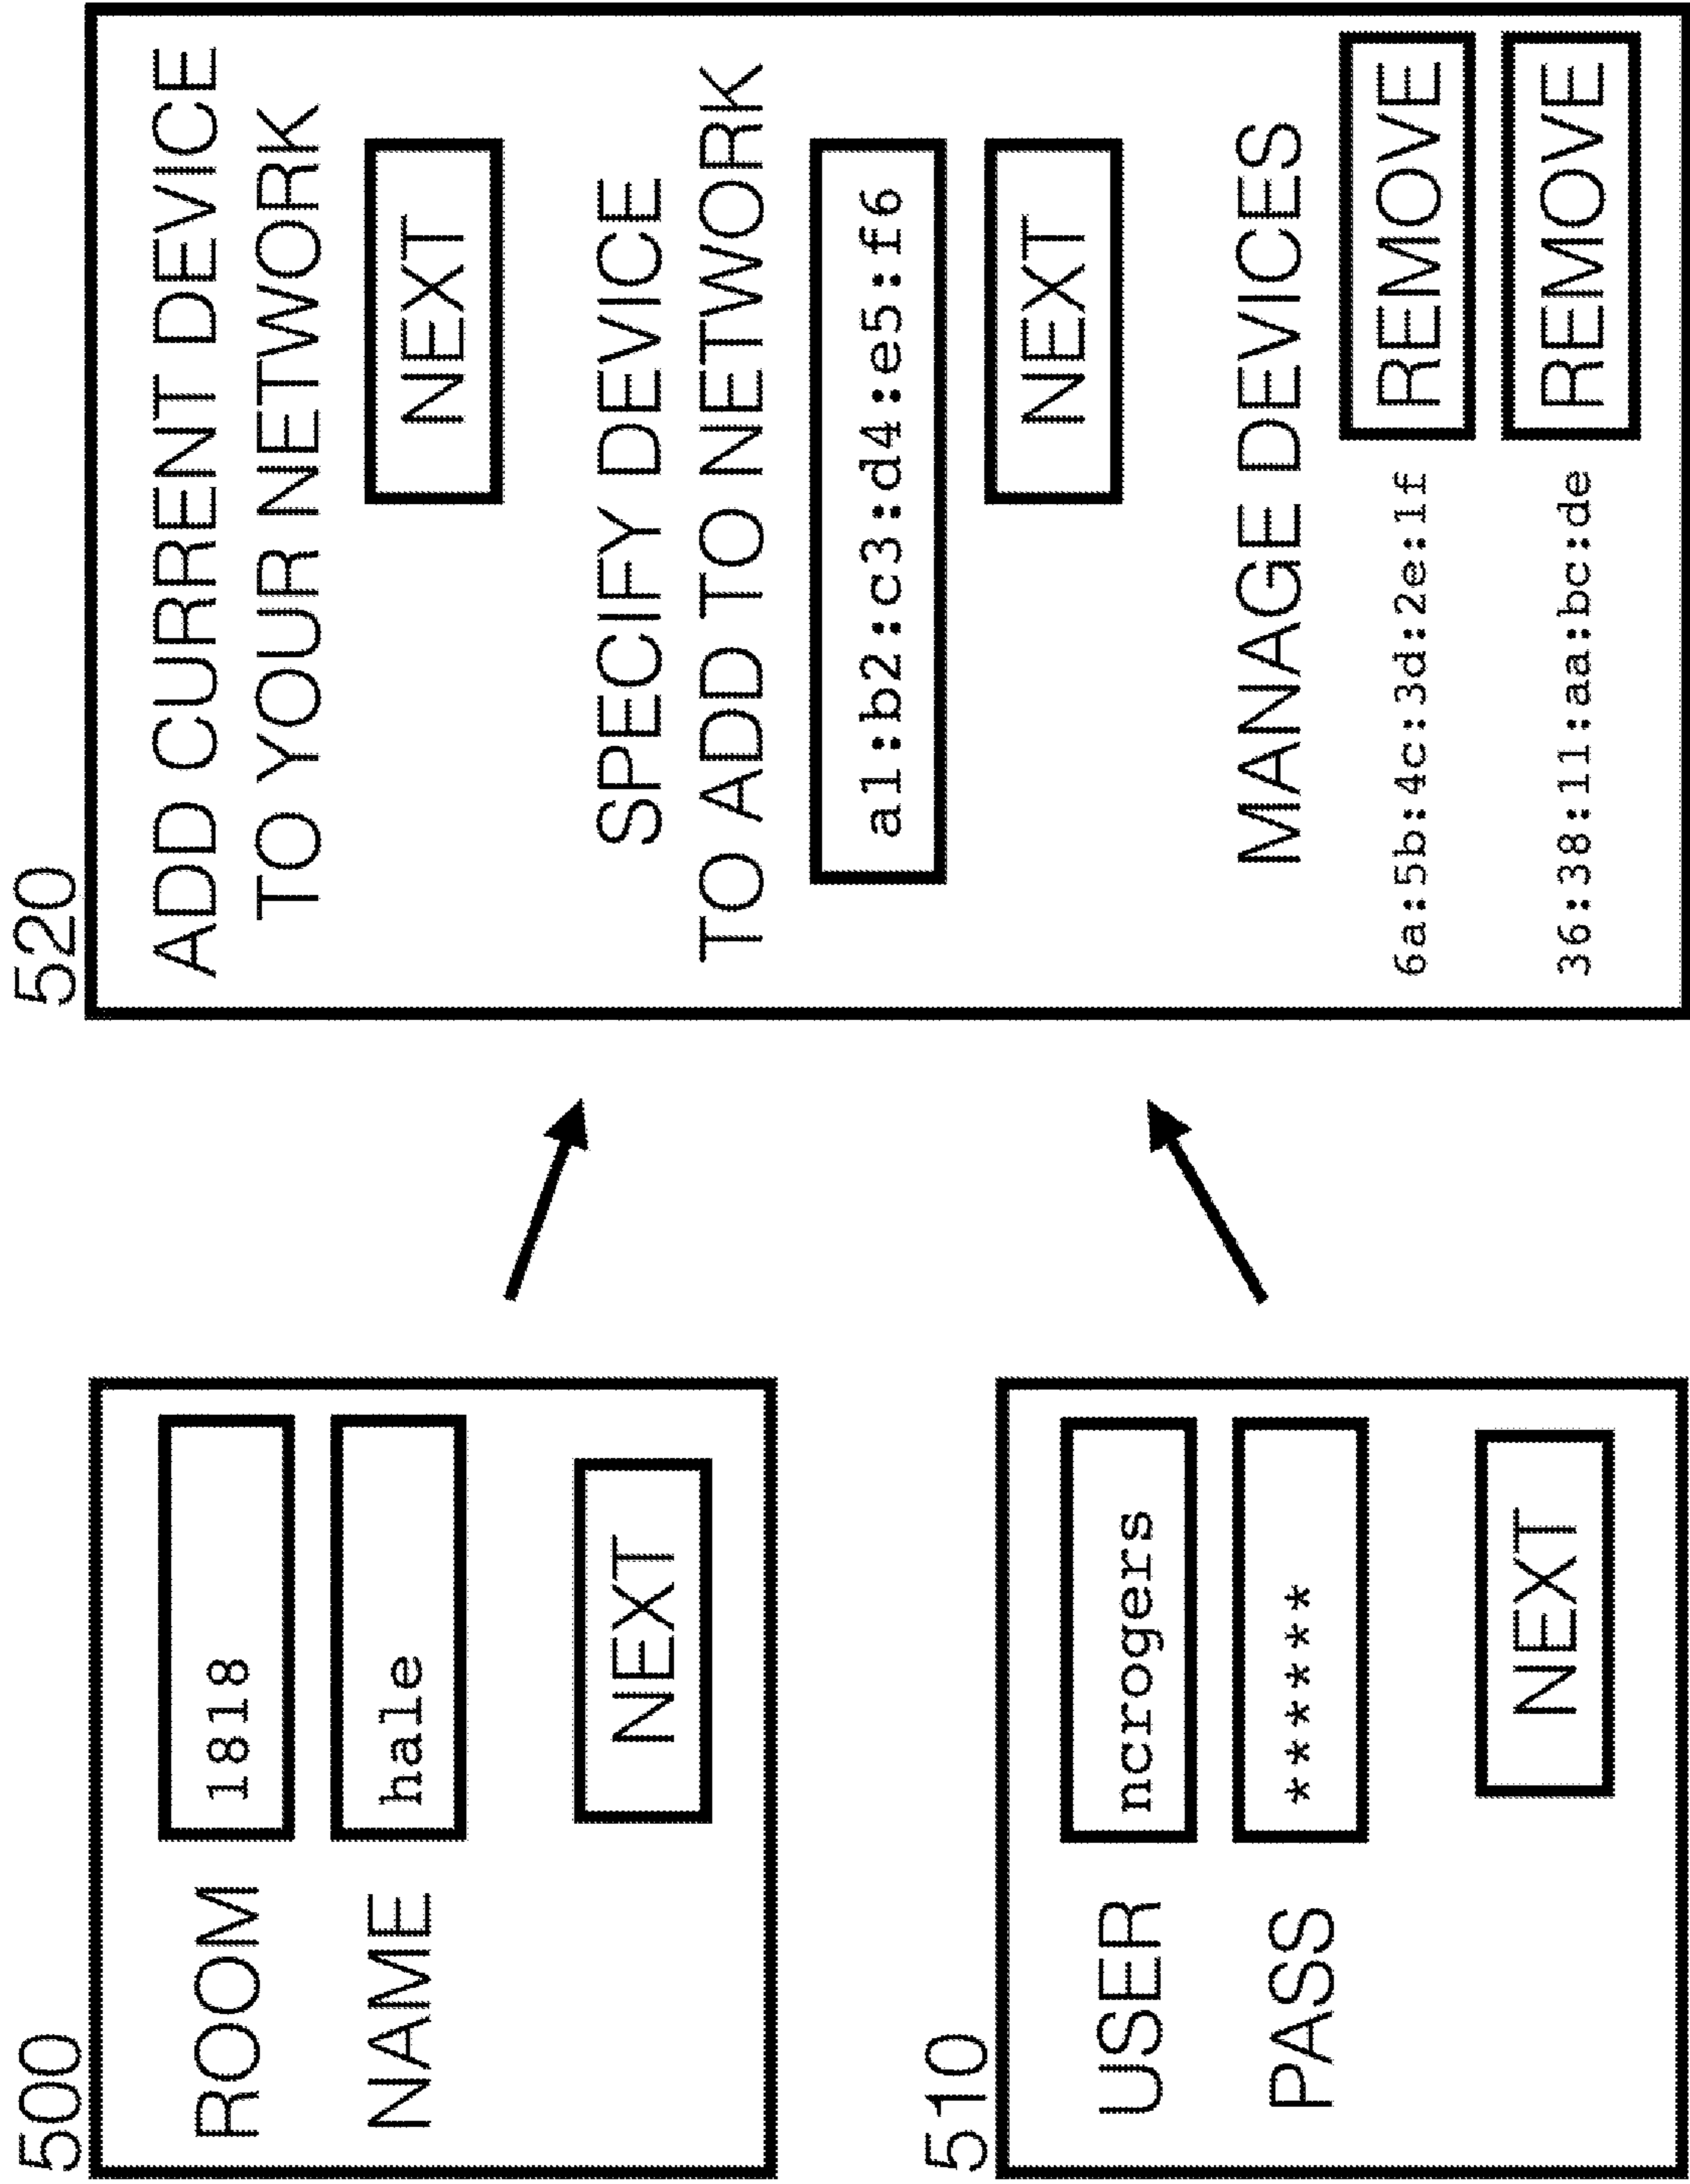 500
ROOM 1818
NAME hale
NEXT
510
USER ncrogers
PASS ******
NEXT
520
ADD CURRENT DEVICE
TO YOUR NETWORK
NEXT
SPECIFY DEVICE
TO ADD TO NETWORK
a1:b2:c3:d4:e5:f6
NEXT
MANAGE DEVICES
6a:5b:4c:3d:2e:1f REMOVE
36:38:11:aa:bc:de REMOVE